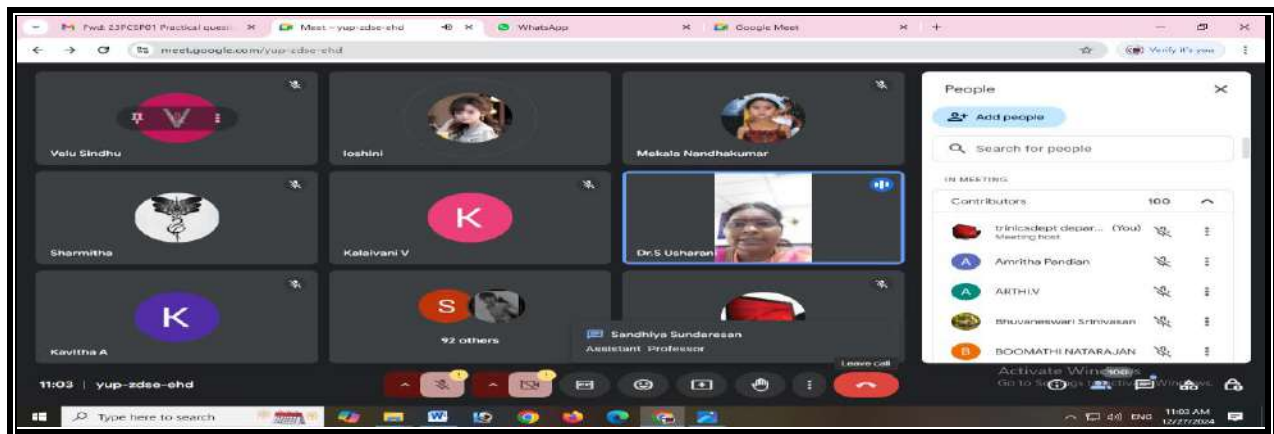 Fwd: 23PCSP01 Practical quest
Meet – yup-zdse-ehd
WhatsApp
Google Meet
meet.google.com/yup-zdse-ehd
Verify it's you
V
Velu Sindhu
Ioshini
Mekala Nandhakumar
Sharmitha
K
Kalaivani V
Dr.S Usharan
K
Kavitha A
S
92 others
Sandhiya Sundaresan
Assistant Professor
Leave call
People
Add people
Search for people
IN MEETING
Contributors 100
trinicadept depar... (You)
Meeting host
A Amritha Pandian
A ARTHI.V
Bhuvaneswari Srinivasan
B BOOMATHI NATARAJAN
Activate Windows
Go to
11:03 | yup-zdse-ehd
Type here to search
ENG
11:03 AM
12/27/2024